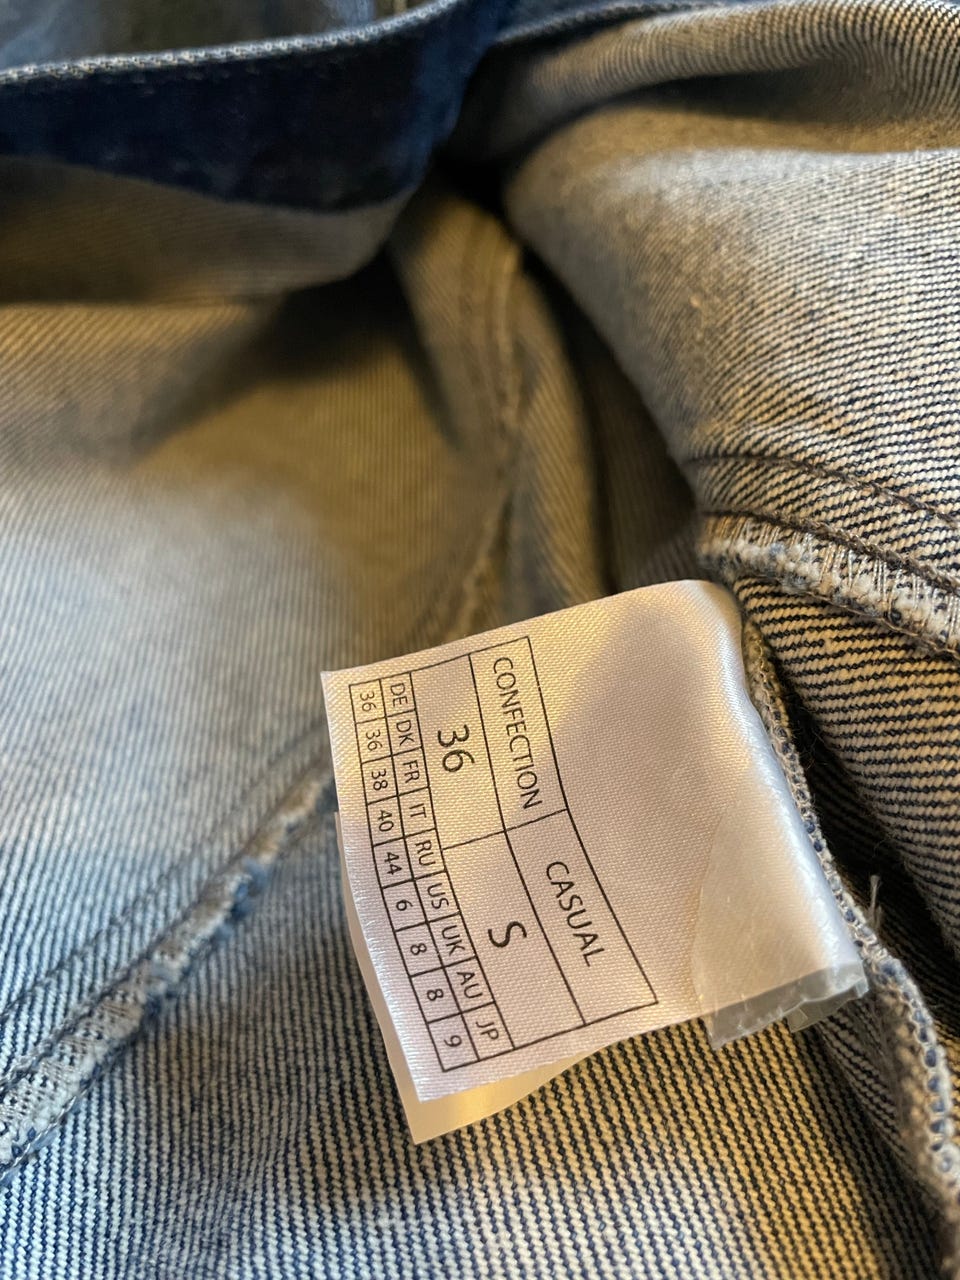 CONFECTION CASUAL
36 S
DE DK FR IT RU US UK AU JP
36 36 38 40 44 6 8 8 9